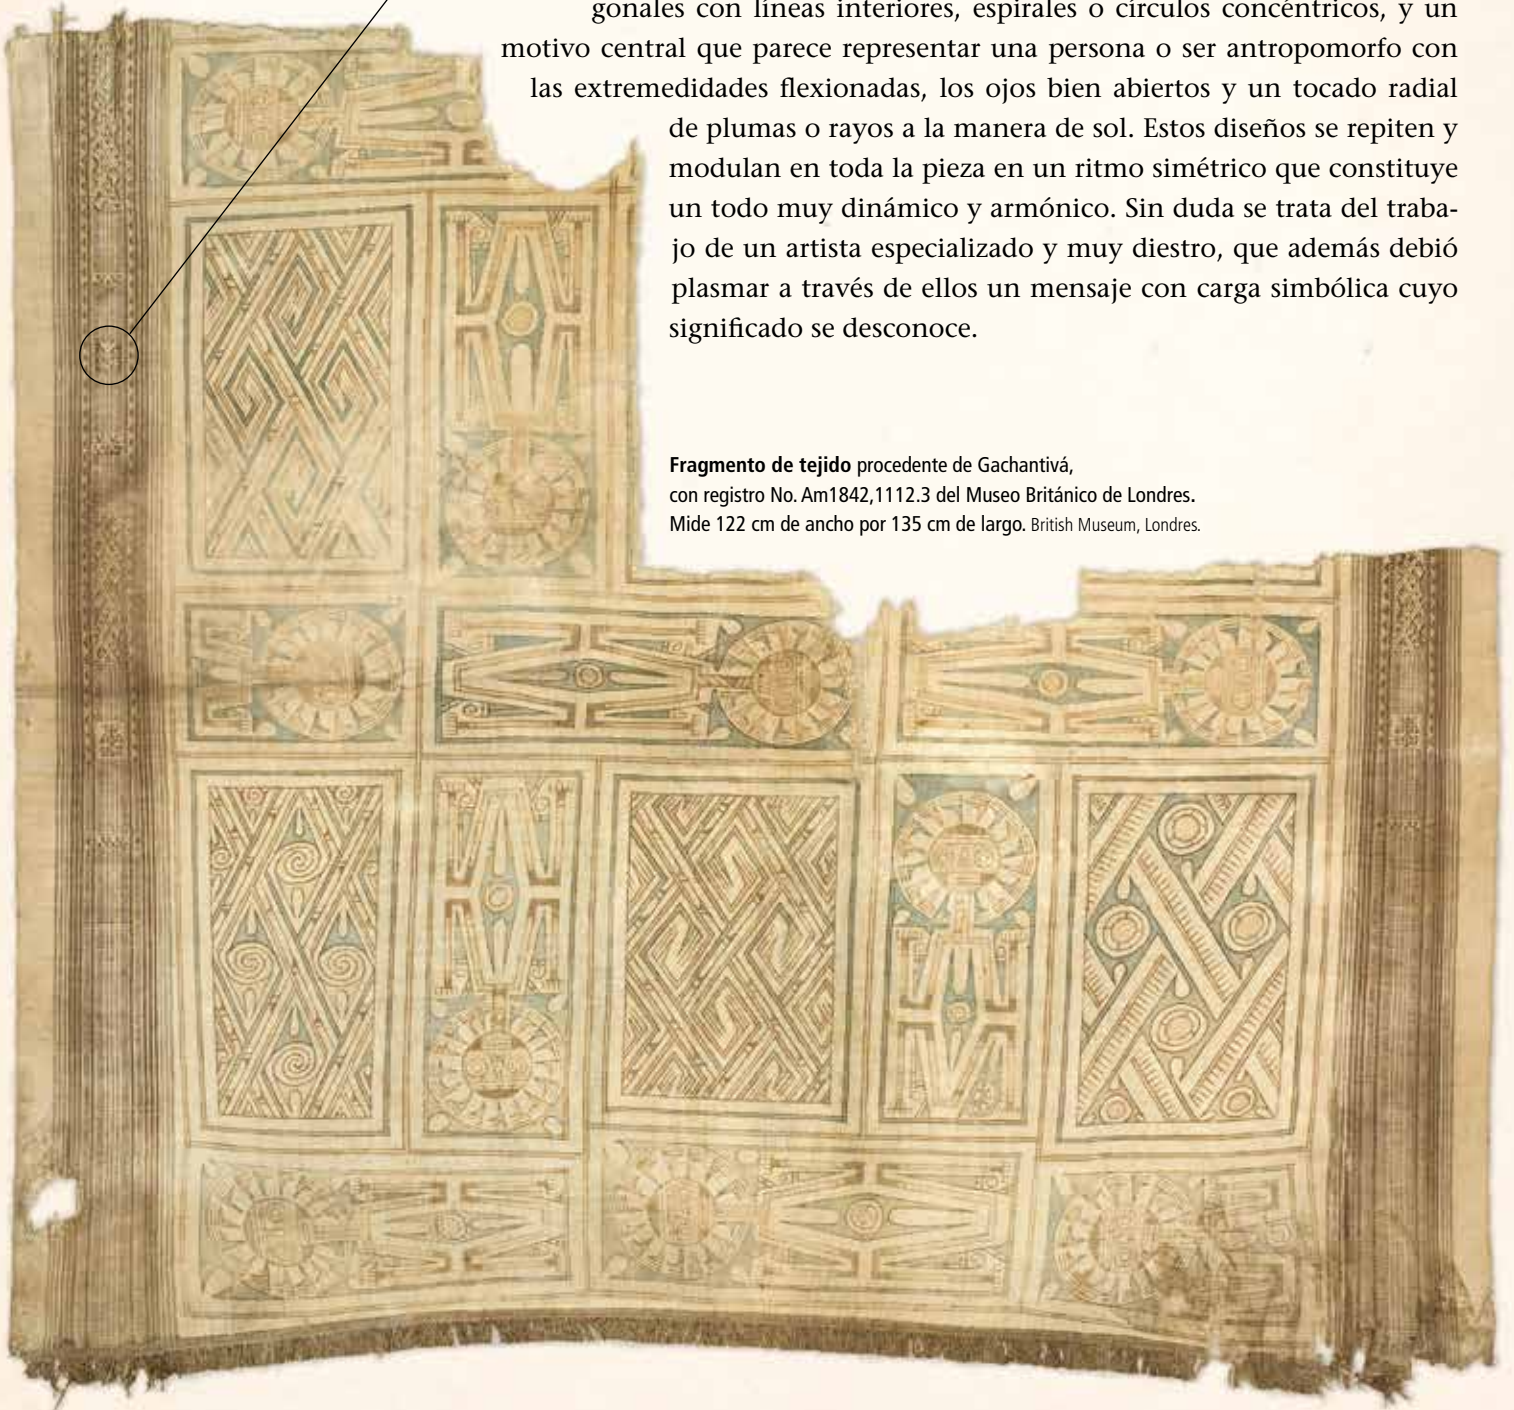 gonales con líneas interiores, espirales o círculos concéntricos, y un
motivo central que parece representar una persona o ser antropomorfo con
las extremedidades flexionadas, los ojos bien abiertos y un tocado radial
de plumas o rayos a la manera de sol. Estos diseños se repiten y
modulan en toda la pieza en un ritmo simétrico que constituye
un todo muy dinámico y armónico. Sin duda se trata del traba-
jo de un artista especializado y muy diestro, que además debió
plasmar a través de ellos un mensaje con carga simbólica cuyo
significado se desconoce.
Fragmento de tejido procedente de Gachantivá,
con registro No. Am1842,1112.3 del Museo Británico de Londres.
Mide 122 cm de ancho por 135 cm de largo. British Museum, Londres.